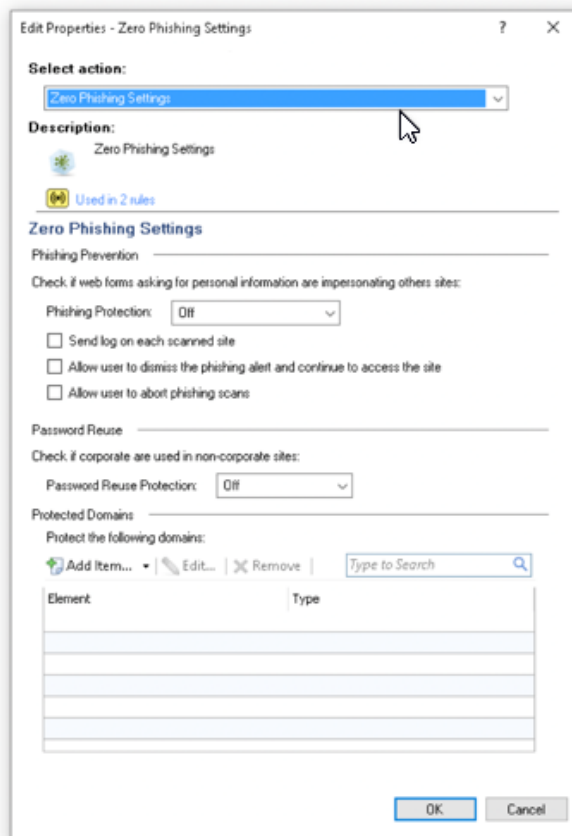 Edit Properties - Zero Phishing Settings ?
Select action:
Zero Phishing Settings
Description:
Zero Phishing Settings
Used in 2 rules
Zero Phishing Settings
Phishing Prevention
Check if web forms asking for personal information are impersonating others sites:
Phishing Protection: Off
Send log on each scanned site
Allow user to dismiss the phishing alert and continue to access the site
Allow user to abort phishing scans
Password Reuse
Check if corporate are used in non-corporate sites:
Password Reuse Protection: Off
Protected Domains
Protect the following domains:
Add Item... Edit... Remove Type to Search
Element Type
OK Cancel